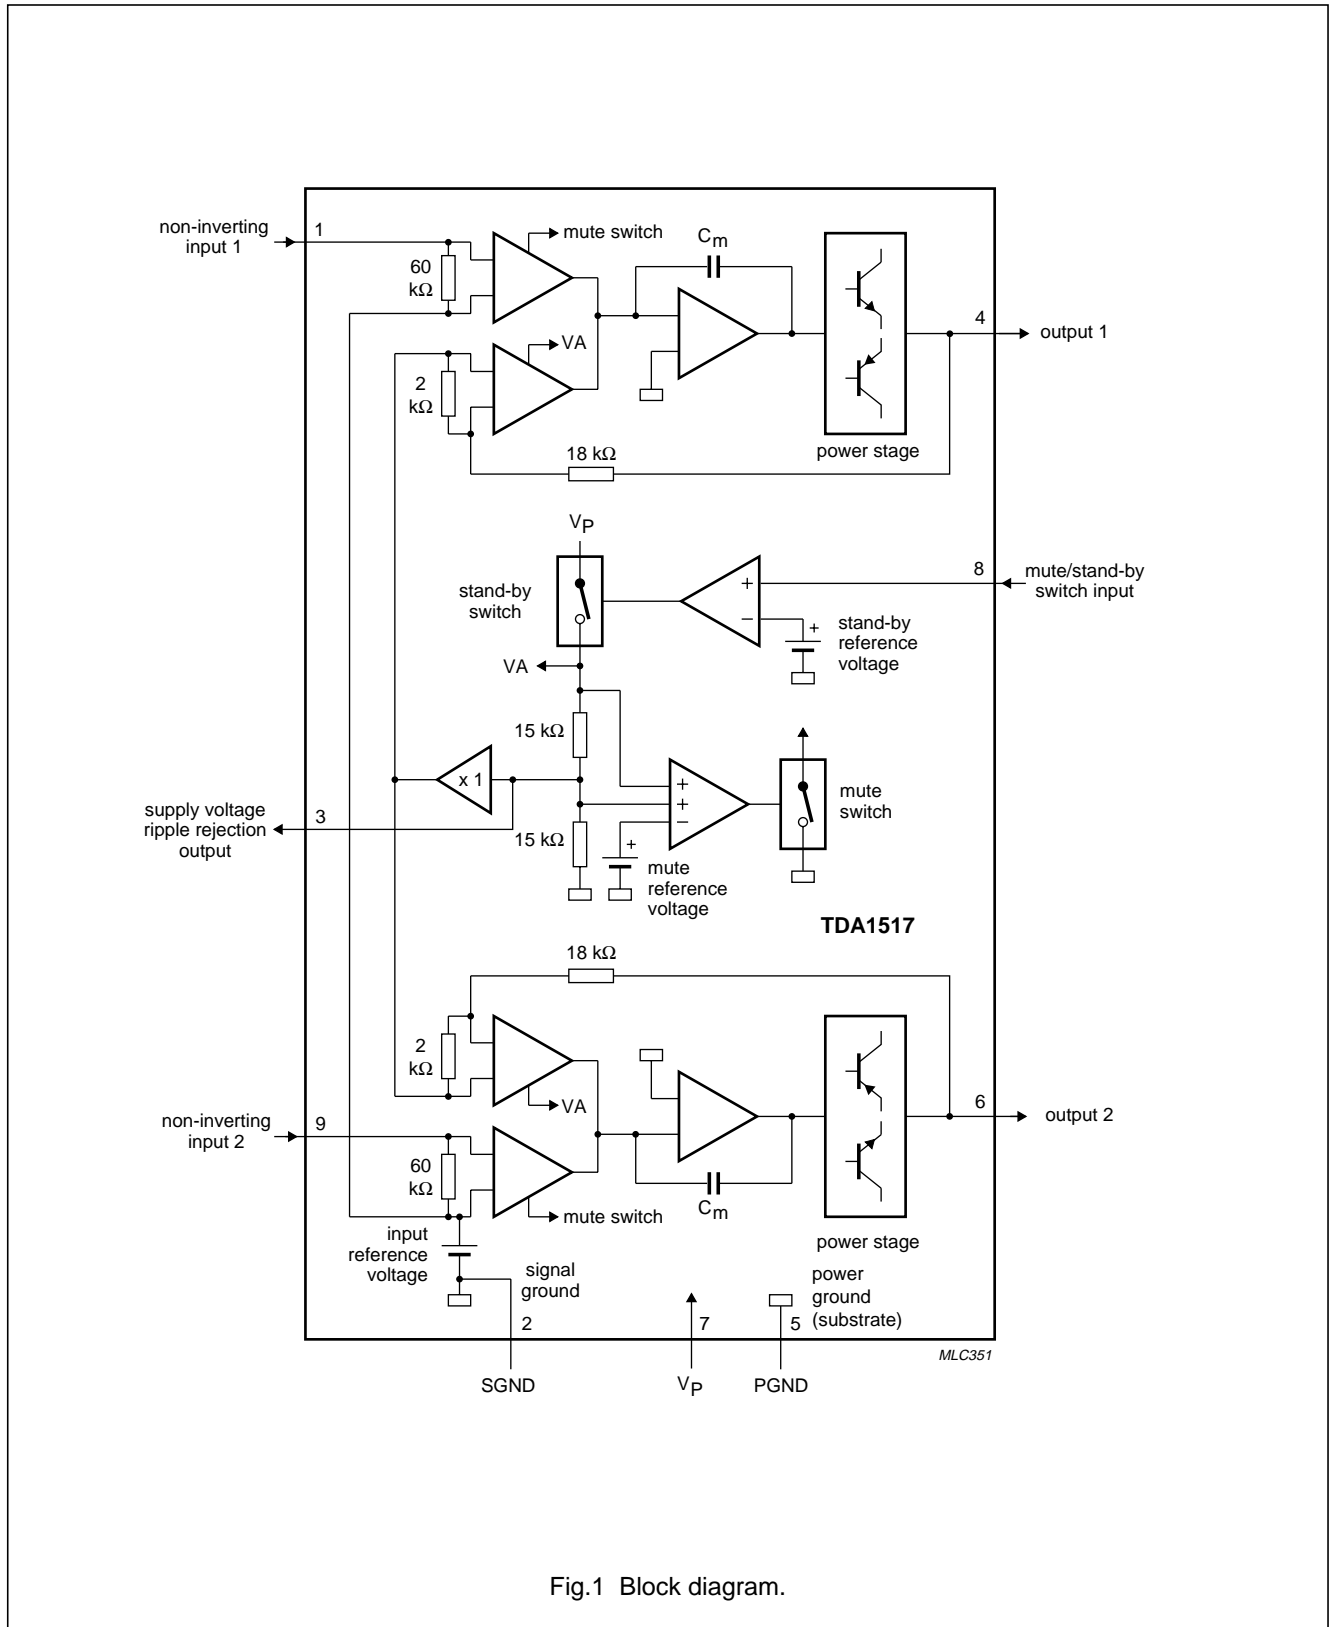 non-inverting
input 1
1
mute switch
Cm
60
kΩ
4
output 1
VA
2
kΩ
18 kΩ
power stage
VP
stand-by
switch
+
−
8
mute/stand-by
switch input
+
stand-by
reference
voltage
VA
15 kΩ
x 1
+
+
−
mute
switch
supply voltage
ripple rejection
output
3
15 kΩ
+
mute
reference
voltage
TDA1517
18 kΩ
2
kΩ
VA
6
output 2
non-inverting
input 2
9
60
kΩ
mute switch
Cm
power stage
input
reference
voltage
signal
ground
power
ground
(substrate)
2
7
5
MLC351
SGND
VP
PGND
Fig.1 Block diagram.